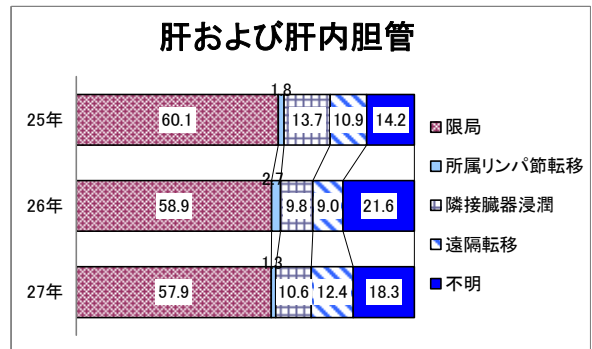 肝および肝内胆管
25年 60.1 1.8 13.7 10.9 14.2
26年 58.9 2.7 9.8 9.0 21.6
27年 57.9 1.3 10.6 12.4 18.3
限局
所属リンパ節転移
隣接臓器浸潤
遠隔転移
不明